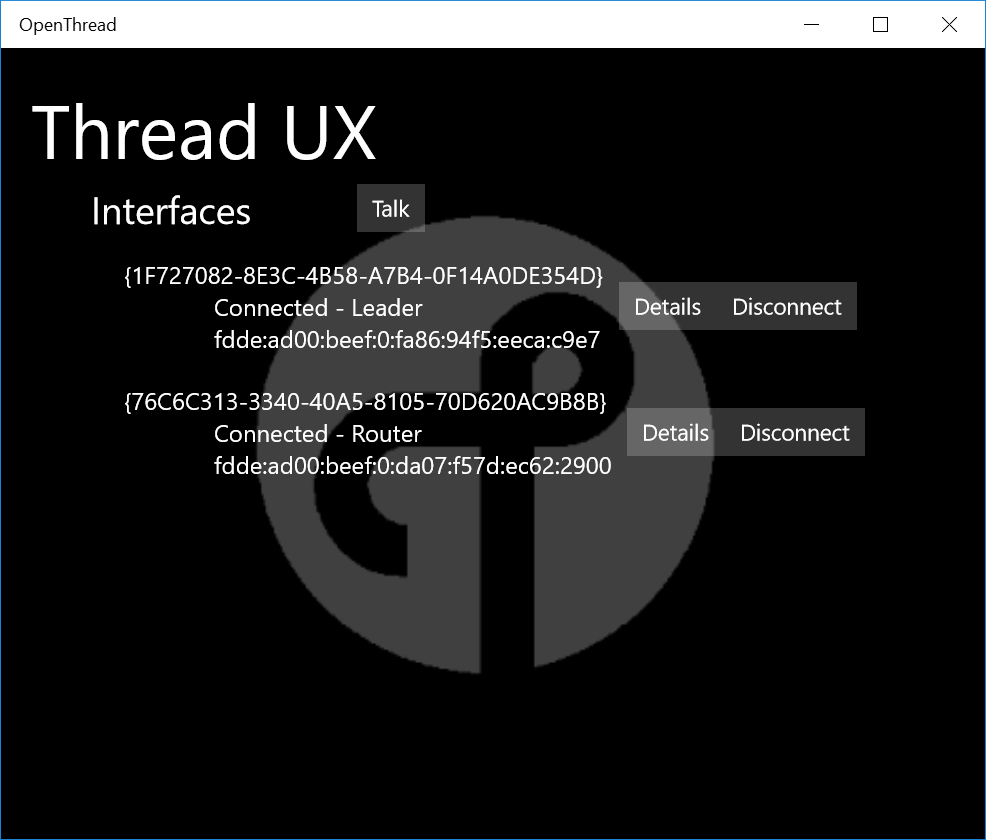 OpenThread
Thread UX
Interfaces
Talk
{1F727082-8E3C-4B58-A7B4-0F14A0DE354D}
Connected - Leader
fdde:ad00:beef:0:fa86:94f5:eeca:c9e7
Details
Disconnect
{76C6C313-3340-40A5-8105-70D620AC9B8B}
Connected - Router
fdde:ad00:beef:0:da07:f57d:ec62:2900
Details
Disconnect